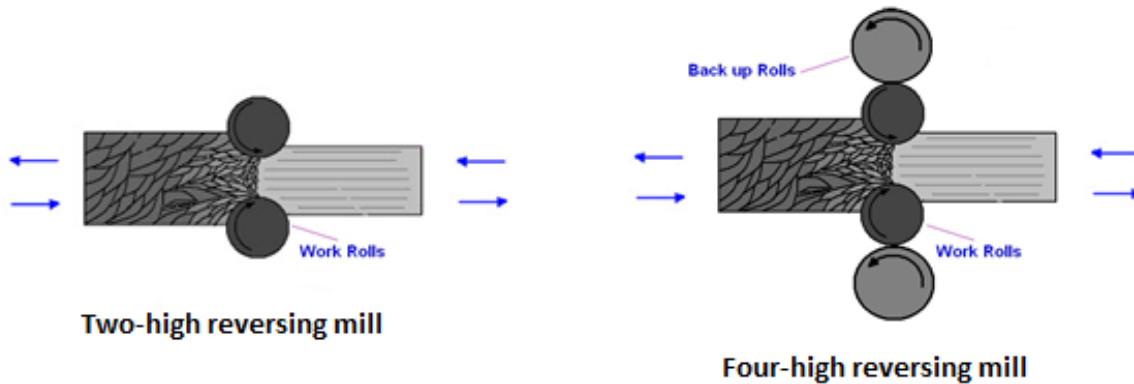 Back up Rolls
Work Rolls
Work Rolls
Two-high reversing mill
Four-high reversing mill